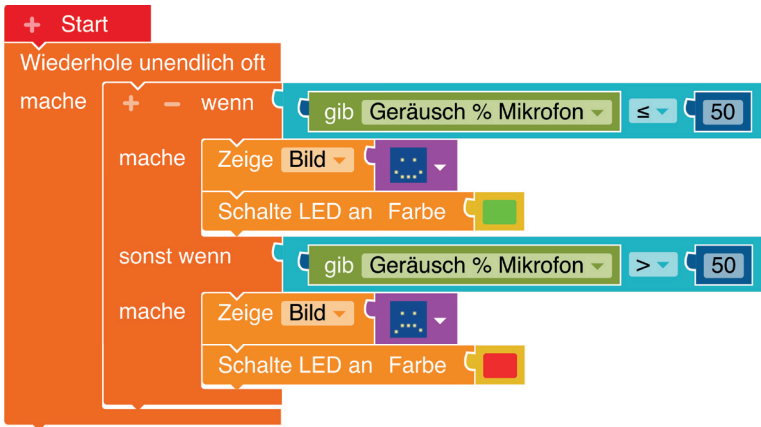 + Start
Wiederhole unendlich oft
mache + − wenn gib Geräusch % Mikrofon ≤ 50
mache Zeige Bild
Schalte LED an Farbe
sonst wenn gib Geräusch % Mikrofon > 50
mache Zeige Bild
Schalte LED an Farbe